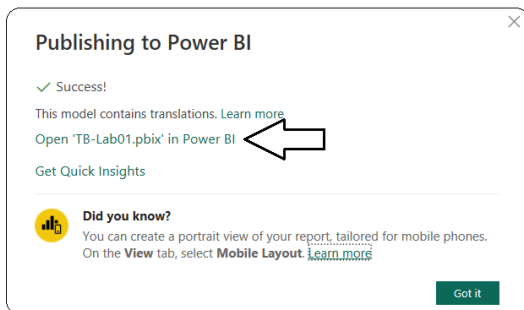 Publishing to Power BI
Success!
This model contains translations. Learn more
Open 'TB-Lab01.pbix' in Power BI
Get Quick Insights
Did you know?
You can create a portrait view of your report, tailored for mobile phones.
On the View tab, select Mobile Layout. Learn more
Got it